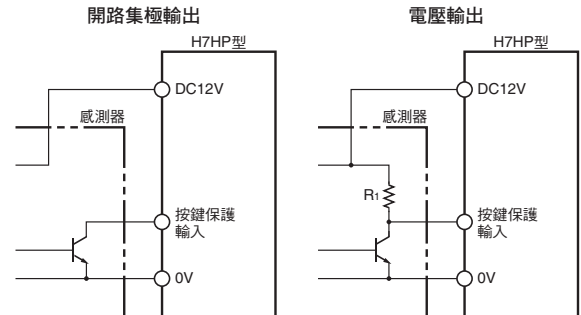 開路集極輸出
H7HP型
DC12V
感測器
按鍵保護
輸入
0V
電壓輸出
H7HP型
DC12V
感測器
R1
按鍵保護
輸入
0V